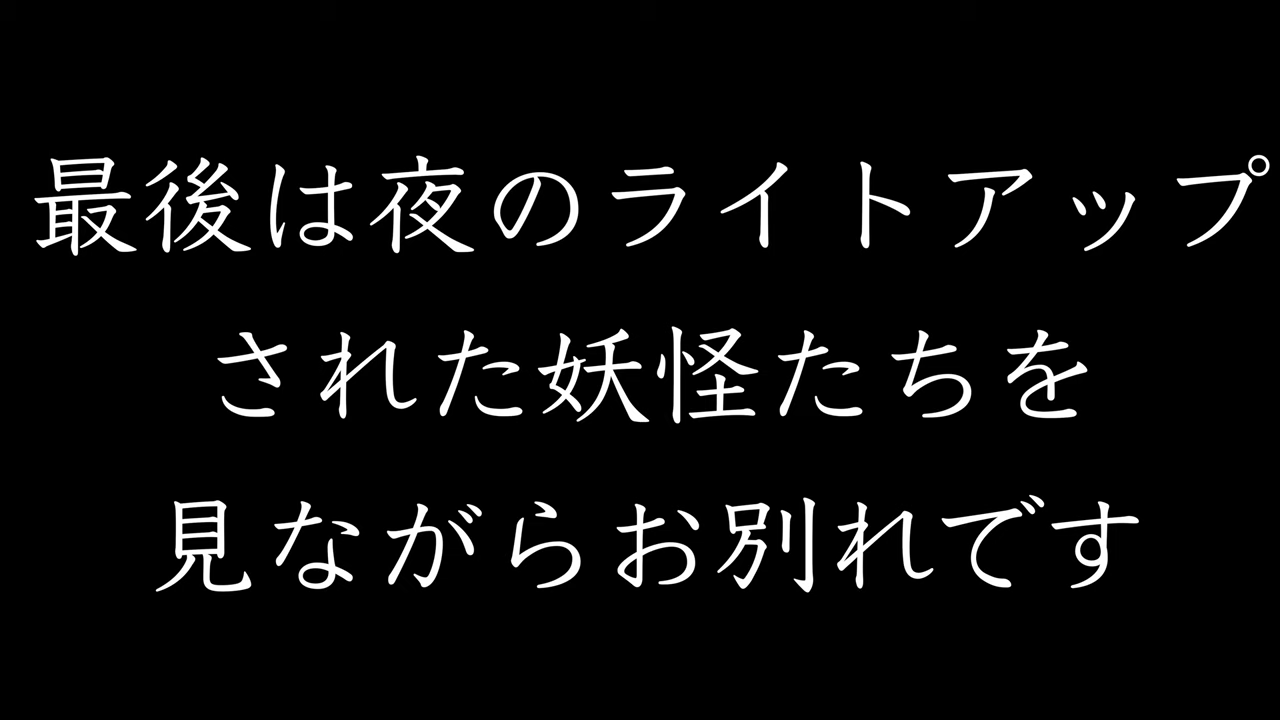 最後は夜のライトアップ
された妖怪たちを
見ながらお別れです